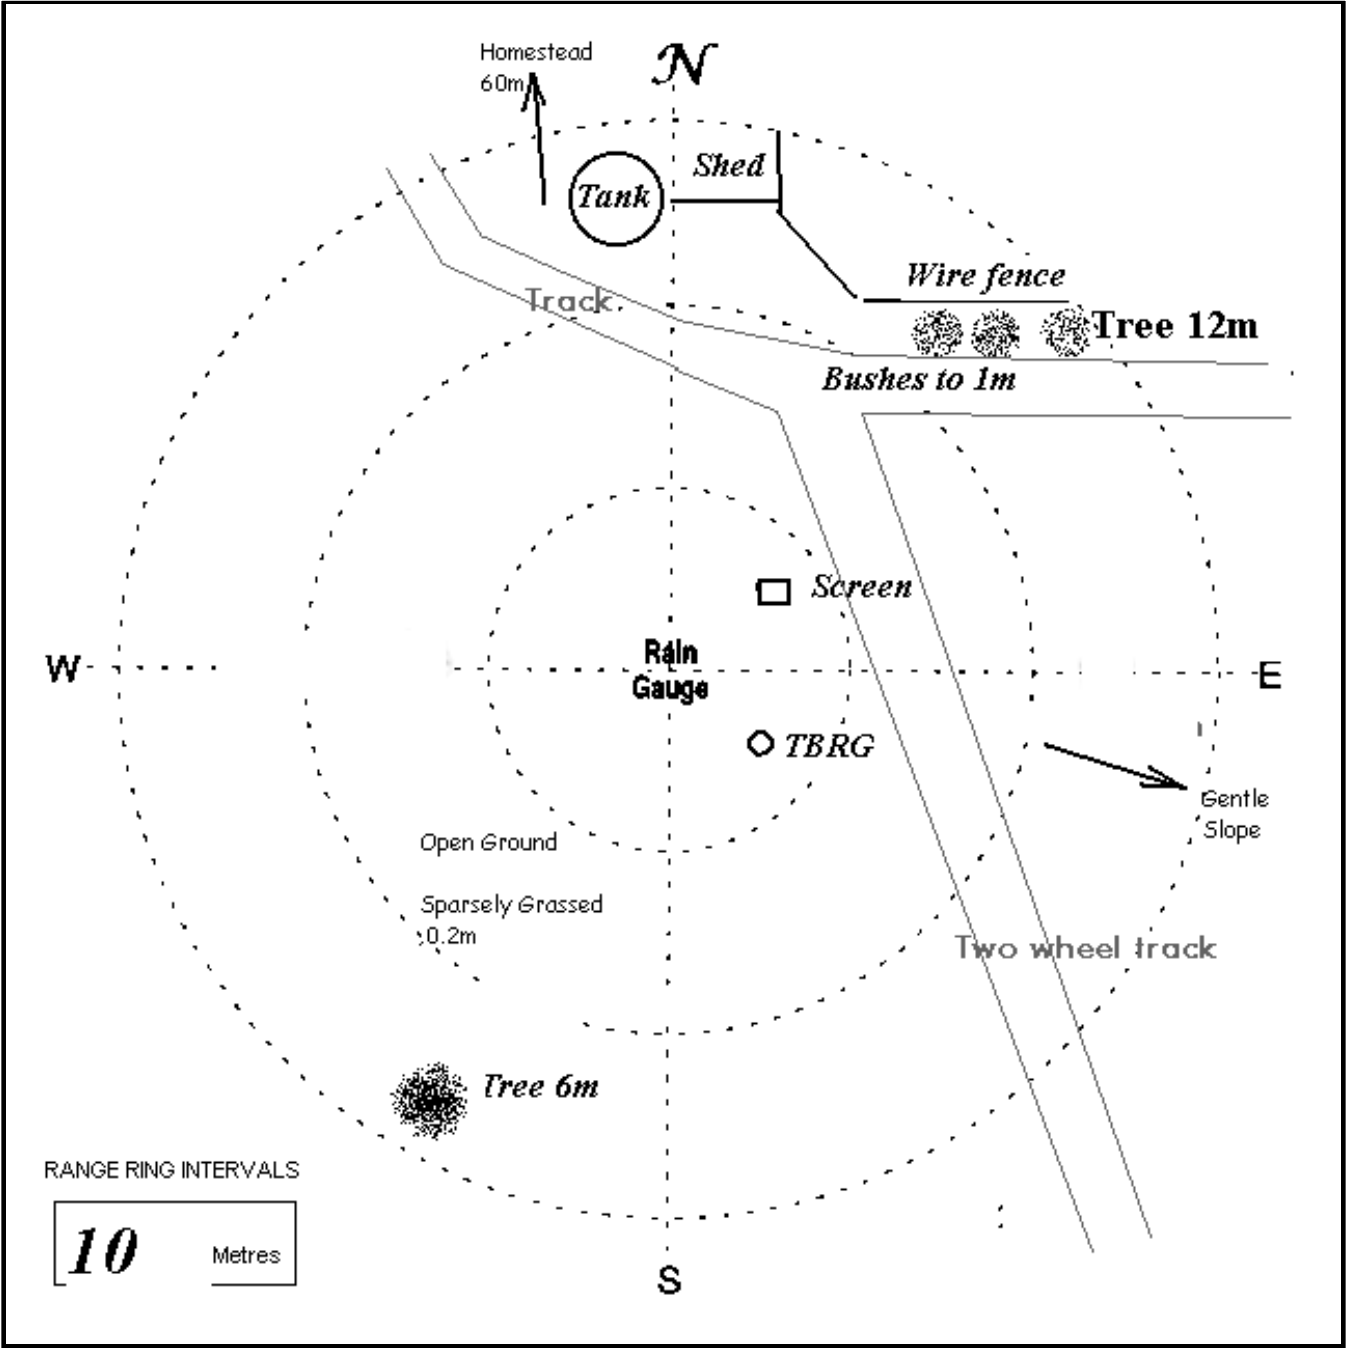 Homestead
60m
N
Shed
Tank
Wire fence
Track
Tree 12m
Bushes to 1m
Screen
W
Rain
Gauge
E
TBRG
Gentle
Slope
Open Ground
Sparsely Grassed
0.2m
Two wheel track
Tree 6m
RANGE RING INTERVALS
10 Metres
S